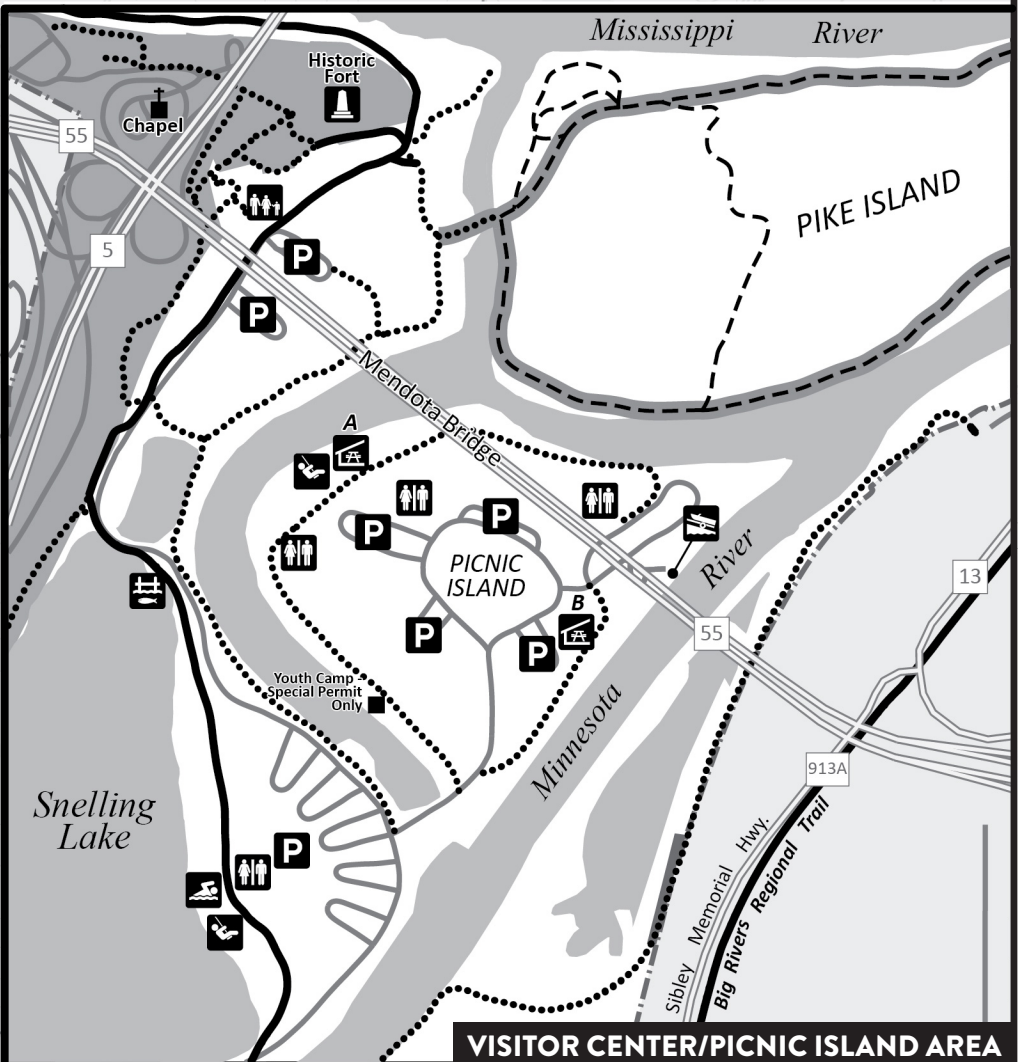 Mississippi River
Historic
Fort
Chapel
55
5
PIKE ISLAND
P
P
Mendota Bridge
A
P
P
PICNIC
ISLAND
River
13
B
P
P
55
Youth Camp -
Special Permit
Only
Minnesota
913A
Snelling
Lake
P
Sibley Memorial Hwy.
Big Rivers Regional Trail
VISITOR CENTER/PICNIC ISLAND AREA